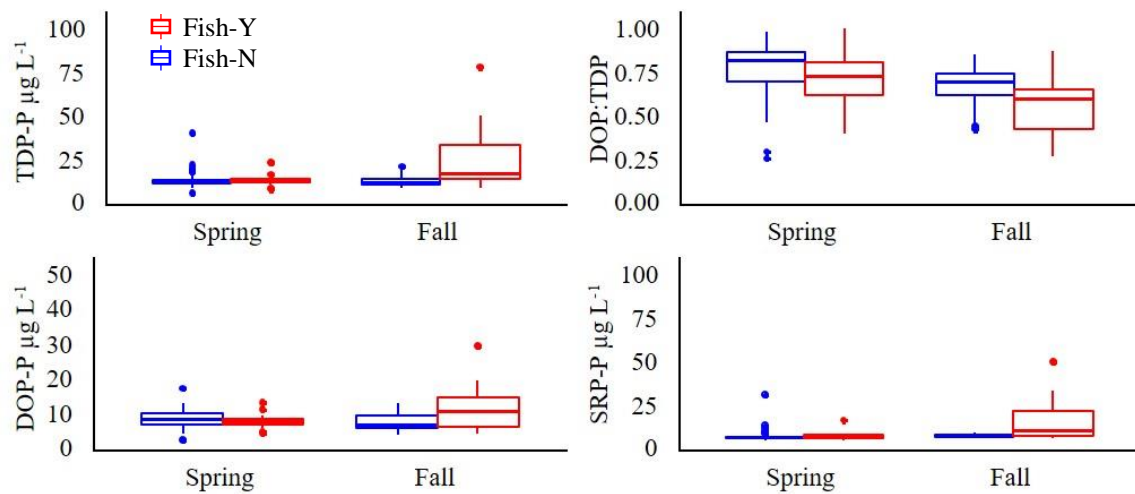 TDP-P µg L⁻¹
100
75
50
25
0
Fish-Y
Fish-N
Spring Fall
DOP:TDP
1.00
0.75
0.50
0.25
0.00
Spring Fall
DOP-P µg L⁻¹
50
40
30
20
10
0
Spring Fall
SRP-P µg L⁻¹
100
75
50
25
0
Spring Fall